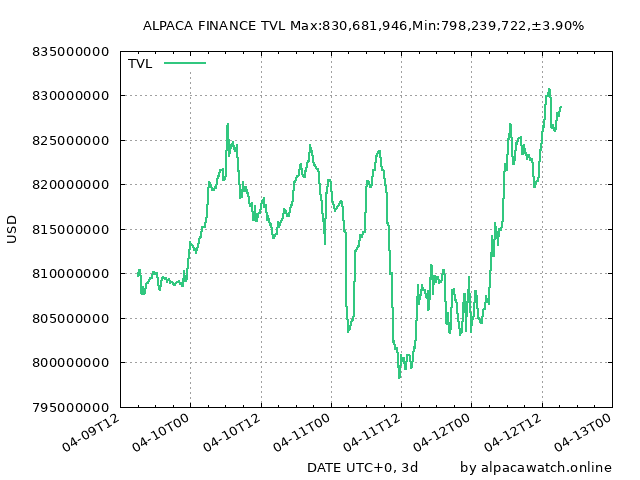 ALPACA FINANCE TVL Max:830,681,946,Min:798,239,722,±3.90%
835000000
TVL
830000000
825000000
820000000
815000000
810000000
805000000
800000000
795000000
USD
04-09T12
04-10T00
04-10T12
04-11T00
04-11T12
04-12T00
04-12T12
04-13T00
DATE UTC+0, 3d
by alpacawatch.online